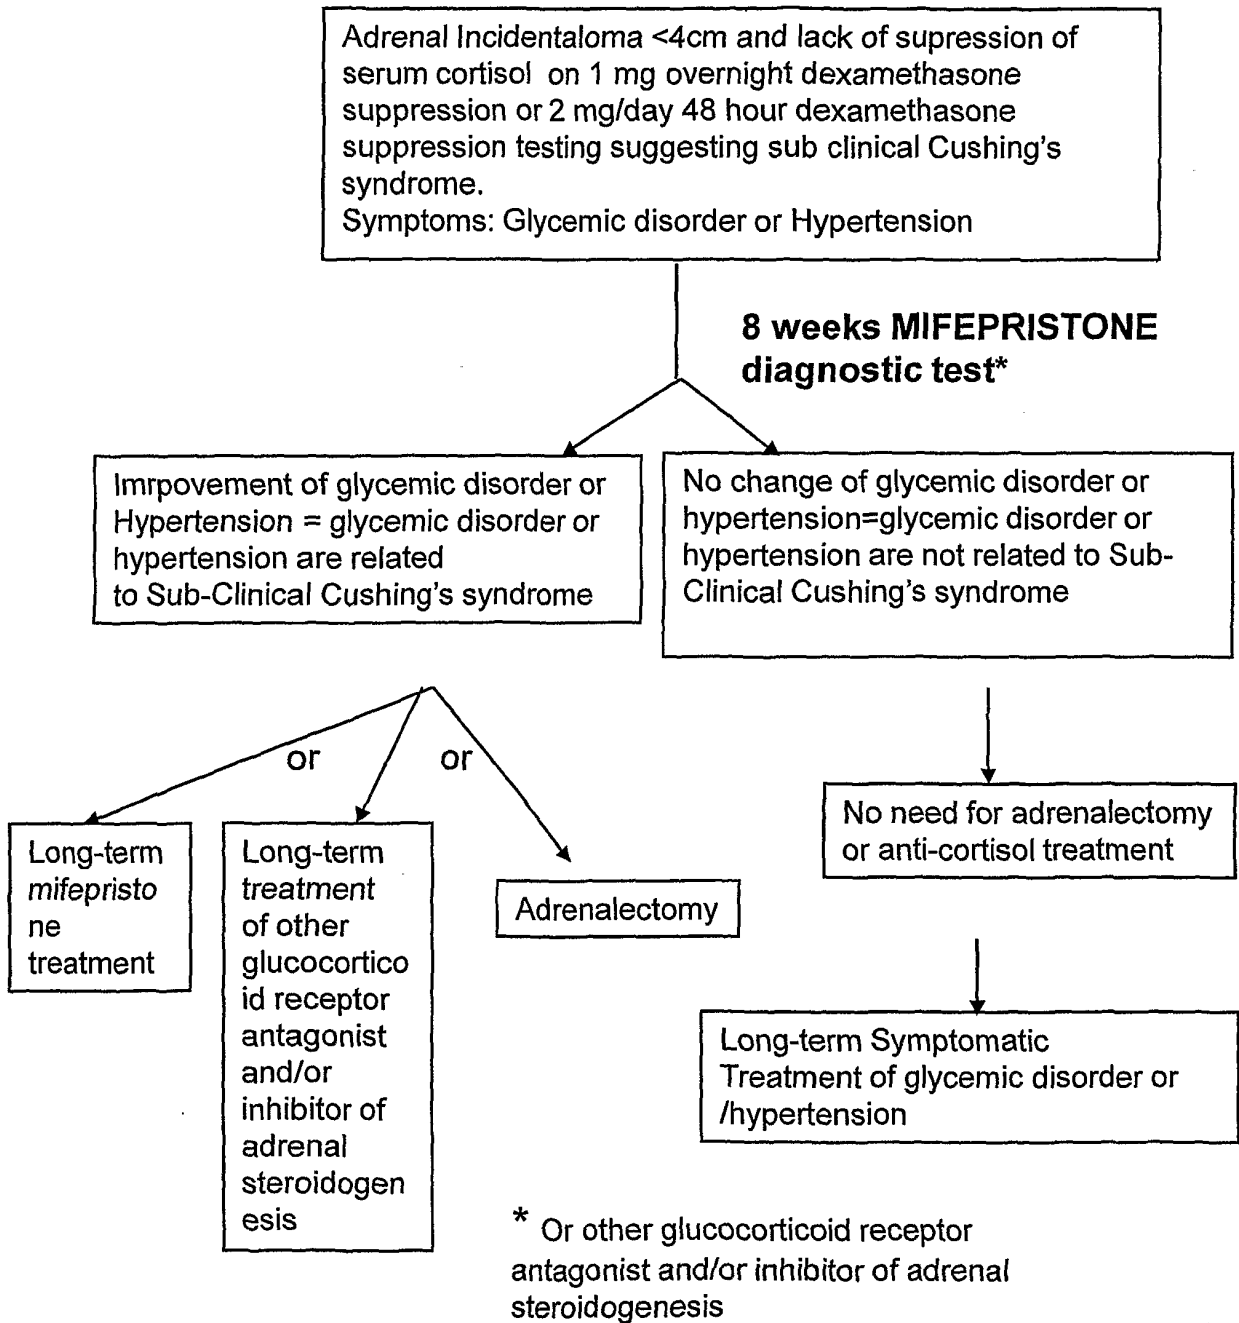 Adrenal Incidentaloma <4cm and lack of supression of
serum cortisol on 1 mg overnight dexamethasone
suppression or 2 mg/day 48 hour dexamethasone
suppression testing suggesting sub clinical Cushing's
syndrome.
Symptoms: Glycemic disorder or Hypertension
8 weeks MIFEPRISTONE
diagnostic test*
Imrpovement of glycemic disorder or
Hypertension = glycemic disorder or
hypertension are related
to Sub-Clinical Cushing's syndrome
No change of glycemic disorder or
hypertension=glycemic disorder or
hypertension are not related to Sub-
Clinical Cushing's syndrome
or
or
Long-term
mifepristo
ne
treatment
Long-term
treatment
of other
glucocortico
id receptor
antagonist
and/or
inhibitor of
adrenal
steroidogen
esis
Adrenalectomy
No need for adrenalectomy
or anti-cortisol treatment
Long-term Symptomatic
Treatment of glycemic disorder or
/hypertension
* Or other glucocorticoid receptor
antagonist and/or inhibitor of adrenal
steroidogenesis